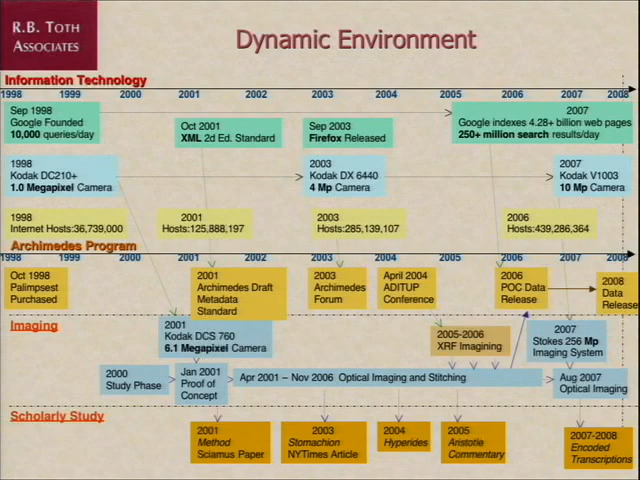 R.B. TOTH
ASSOCIATES
Dynamic Environment
Information Technology
1998 1999 2000 2001 2002 2003 2004 2005 2006 2007 2008
Sep 1998
Google Founded
10,000 queries/day
Oct 2001
XML 2d Ed. Standard
Sep 2003
Firefox Released
2007
Google indexes 4.28+ billion web pages
250+ million search results/day
1998
Kodak DC210+
1.0 Megapixel Camera
2003
Kodak DX 6440
4 Mp Camera
2007
Kodak V1003
10 Mp Camera
1998
Internet Hosts:36,739,000
2001
Hosts:125,888,197
2003
Hosts:285,139,107
2006
Hosts:439,286,364
Archimedes Program
1998 1999 2000 2001 2002 2003 2004 2005 2006 2007 2008
Oct 1998
Palimpsest
Purchased
2001
Archimedes Draft
Metadata
Standard
2003
Archimedes
Forum
April 2004
ADITUP
Conference
2006
POC Data
Release
2008
Data
Release
Imaging
2001
Kodak DCS 760
6.1 Megapixel Camera
2005-2006
XRF Imagining
2007
Stokes 256 Mp
Imaging System
2000
Study Phase
Jan 2001
Proof of
Concept
Apr 2001 – Nov 2006 Optical Imaging and Stitching
Aug 2007
Optical Imaging
Scholarly Study
2001
Method
Sciamus Paper
2003
Stomachion
NYTimes Article
2004
Hyperides
2005
Aristotle
Commentary
2007-2008
Encoded
Transcriptions